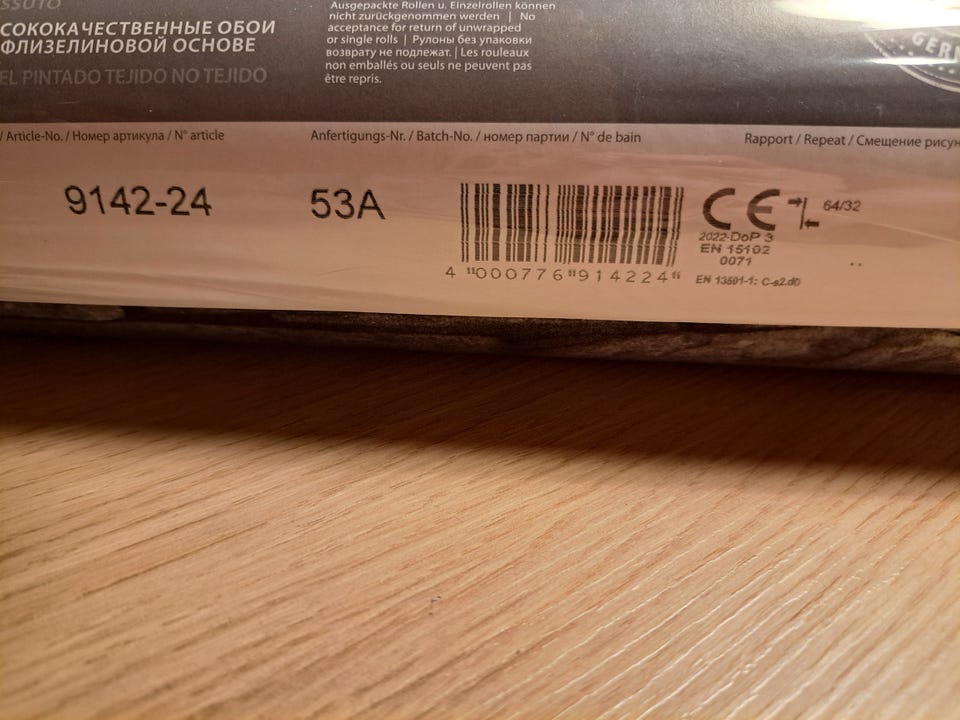 SSUTO
СОКОКАЧЕСТВЕННЫЕ ОБОИ
ФЛИЗЕЛИНОВОЙ ОСНОВЕ
EL PINTADO TEJIDO NO TEJIDO
Ausgepackte Rollen u. Einzelrollen können
nicht zurückgenommen werden | No
acceptance for return of unwrapped
or single rolls | Рулоны без упаковки
возврату не подлежат. | Les rouleaux
non emballés ou seuls ne peuvent pas
être repris.
GER
/ Article-No. / Номер артикула / N° article
Anfertigungs-Nr. / Batch-No. / номер партии / N° de bain
Rapport / Repeat / Смещение рисун
9142-24
53A
4 000776 914224
CE
64/32
2022-DoP 3
EN 15102
0071
EN 13501-1: C-s2.d0